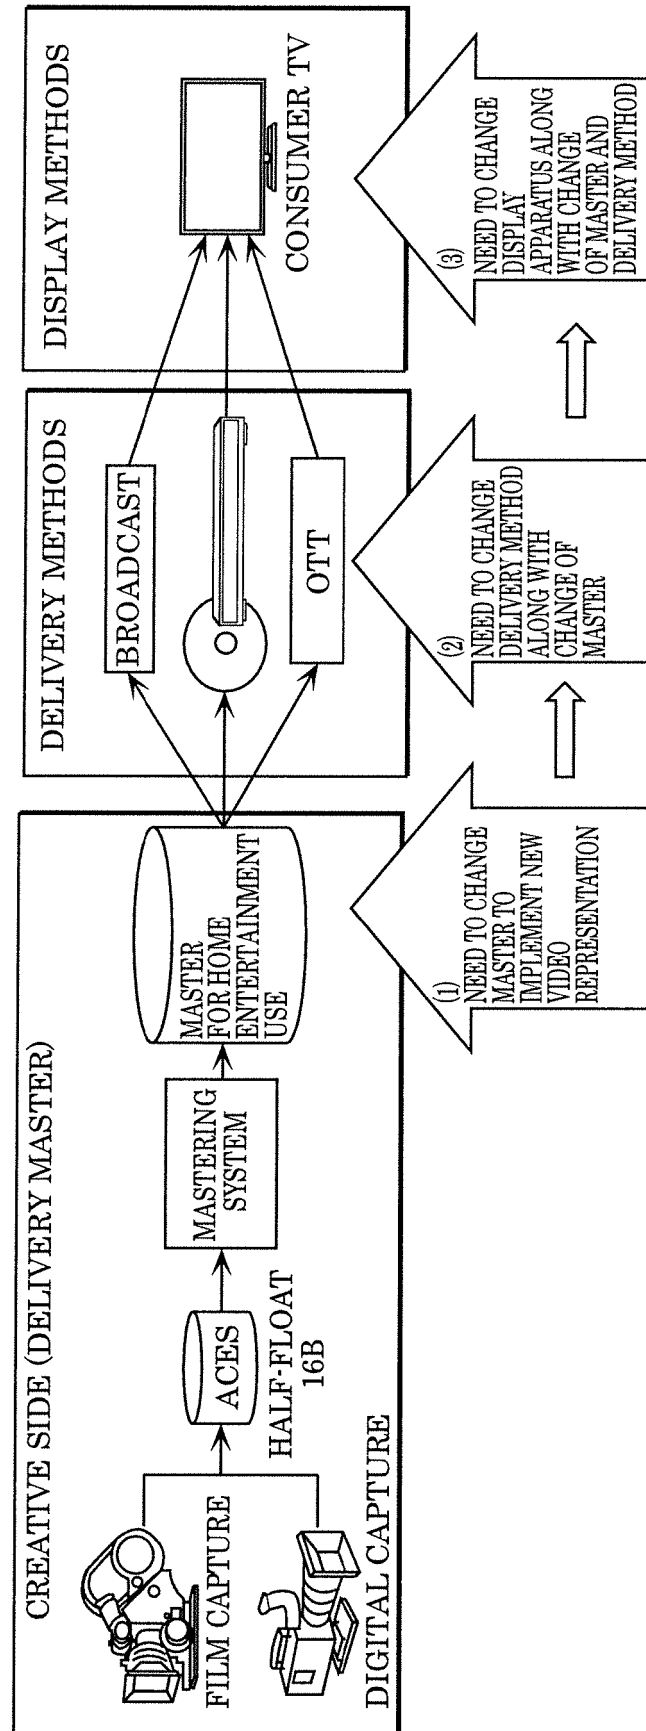 CREATIVE SIDE (DELIVERY MASTER)
FILM CAPTURE
DIGITAL CAPTURE
ACES
HALF-FLOAT
16B
MASTERING
SYSTEM
MASTER
FOR HOME
ENTERTAINMENT
USE
DELIVERY METHODS
BROADCAST
OTT
DISPLAY METHODS
CONSUMER TV
(1)
NEED TO CHANGE
MASTER TO
IMPLEMENT NEW
VIDEO
REPRESENTATION
(2)
NEED TO CHANGE
DELIVERY METHOD
ALONG WITH
CHANGE OF
MASTER
(3)
NEED TO CHANGE
DISPLAY
APPARATUS ALONG
WITH CHANGE
OF MASTER AND
DELIVERY METHOD